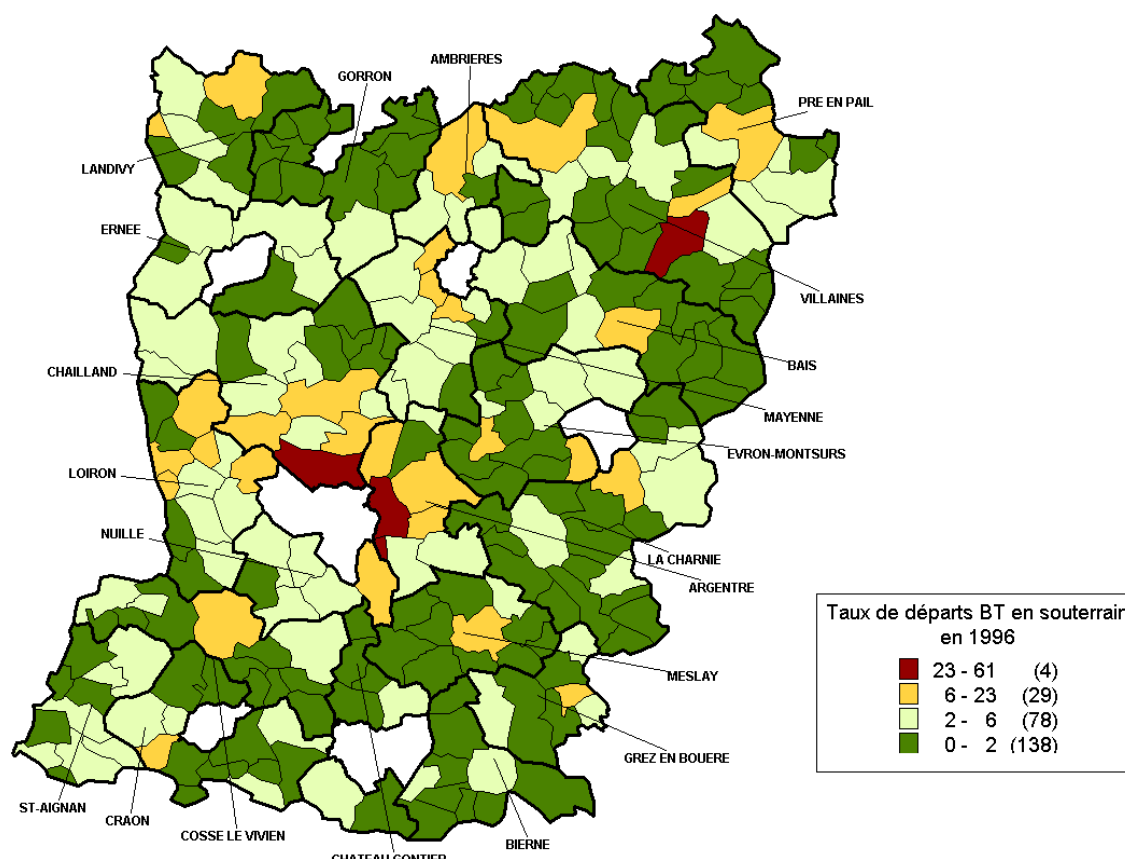 AMBRIERES
GORRON
PRE EN PAIL
LANDIVY
ERNEE
VILLAINES
BAIS
CHAILLAND
MAYENNE
EVRON-MONTSURS
LOIRON
NUILLE
LA CHARNIE
ARGENTRE
MESLAY
GREZ EN BOUERE
ST-AIGNAN
CRAON
COSSE LE VIVIEN
BIERNE
CHATEAU GONTIER
Taux de départs BT en souterrain
en 1996
23 - 61 (4)
6 - 23 (29)
2 - 6 (78)
0 - 2 (138)